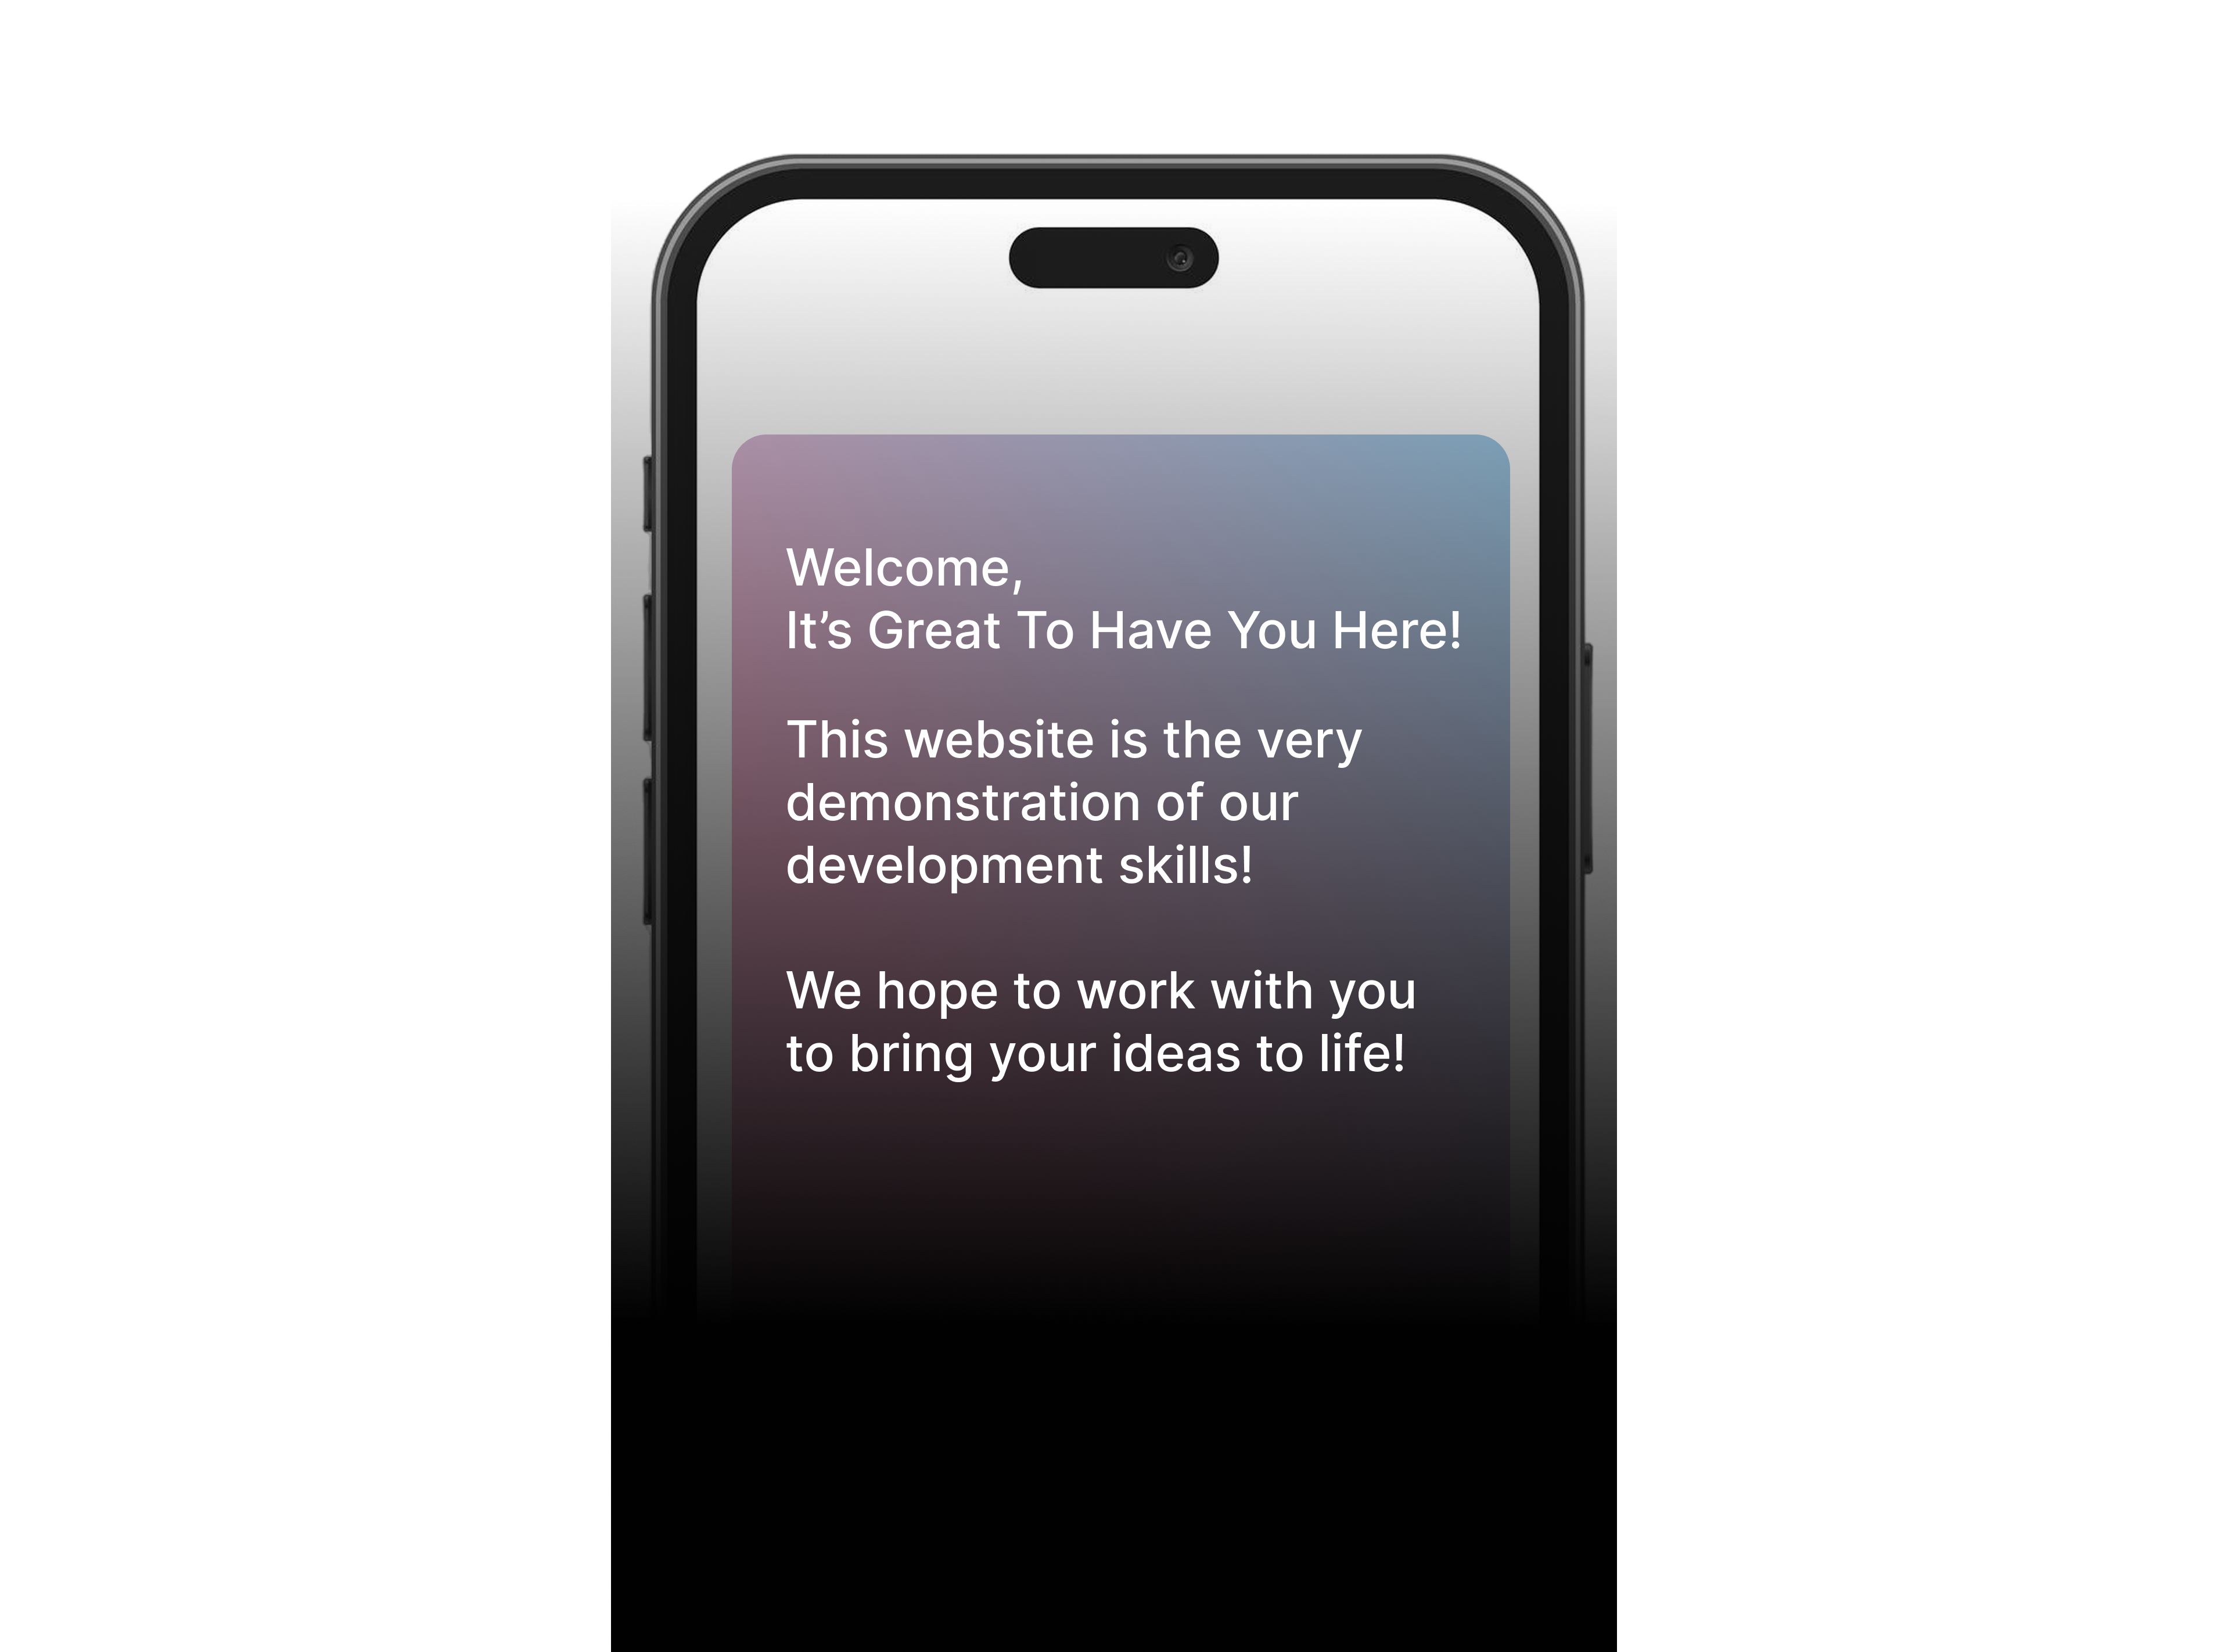 Welcome,
It’s Great To Have You Here!
This website is the very
demonstration of our
development skills!
We hope to work with you
to bring your ideas to life!